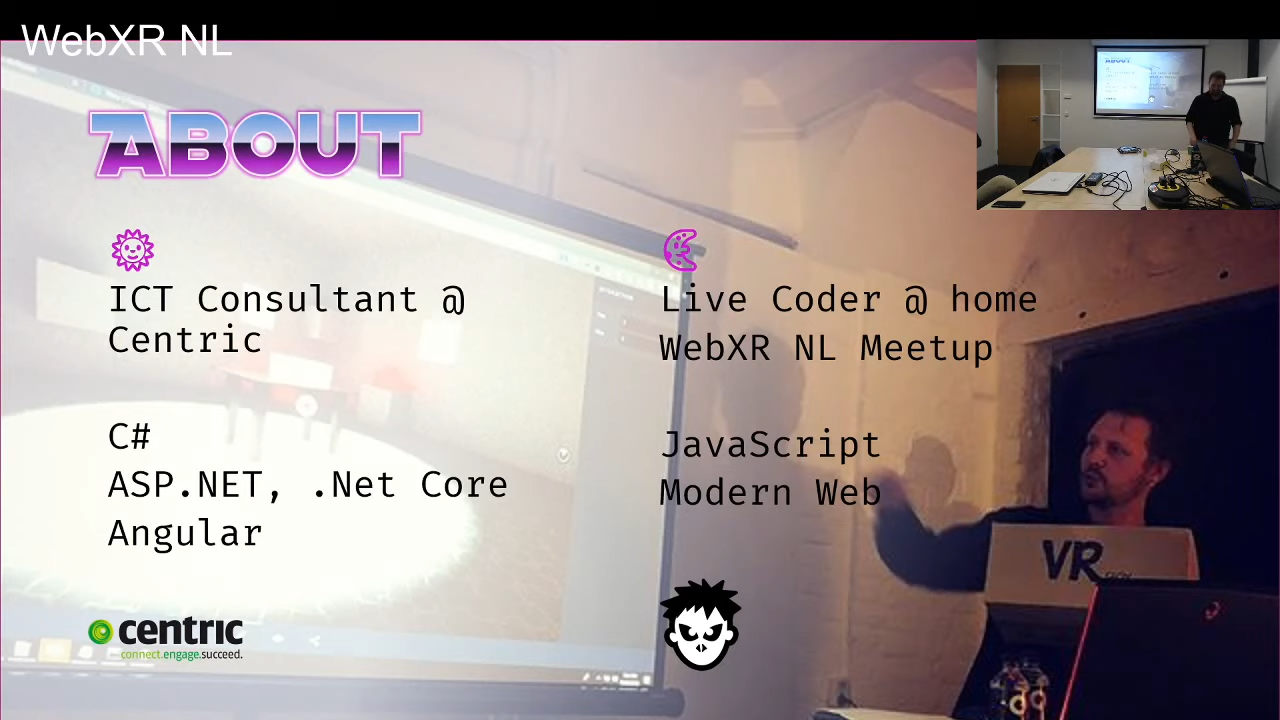 WebXR NL
ABOUT
ICT Consultant @
Centric
C#
ASP.NET, .Net Core
Angular
centric
connect.engage.succeed.
Live Coder @ home
WebXR NL Meetup
JavaScript
Modern Web
VR
ABOUT